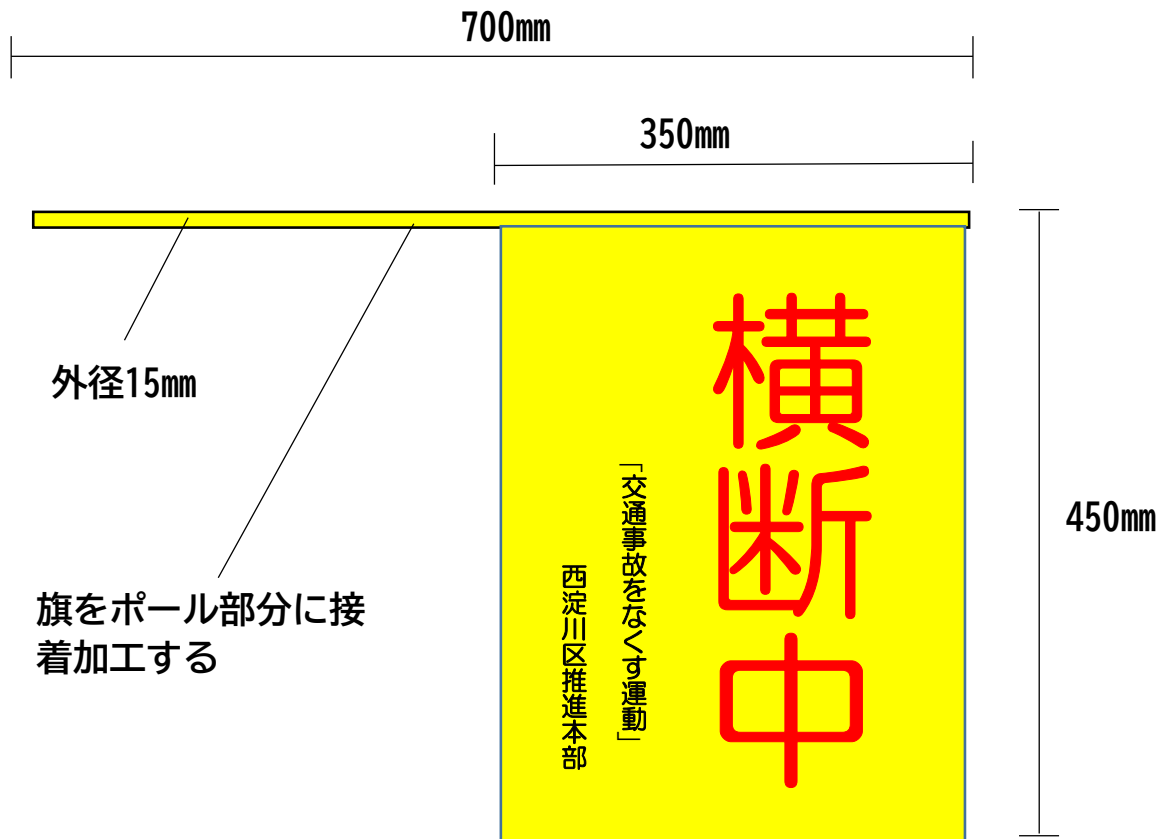 700mm
350mm
外径15mm
旗をポール部分に接
着加工する
横断中
「交通事故をなくす運動」
西淀川区推進本部
450mm